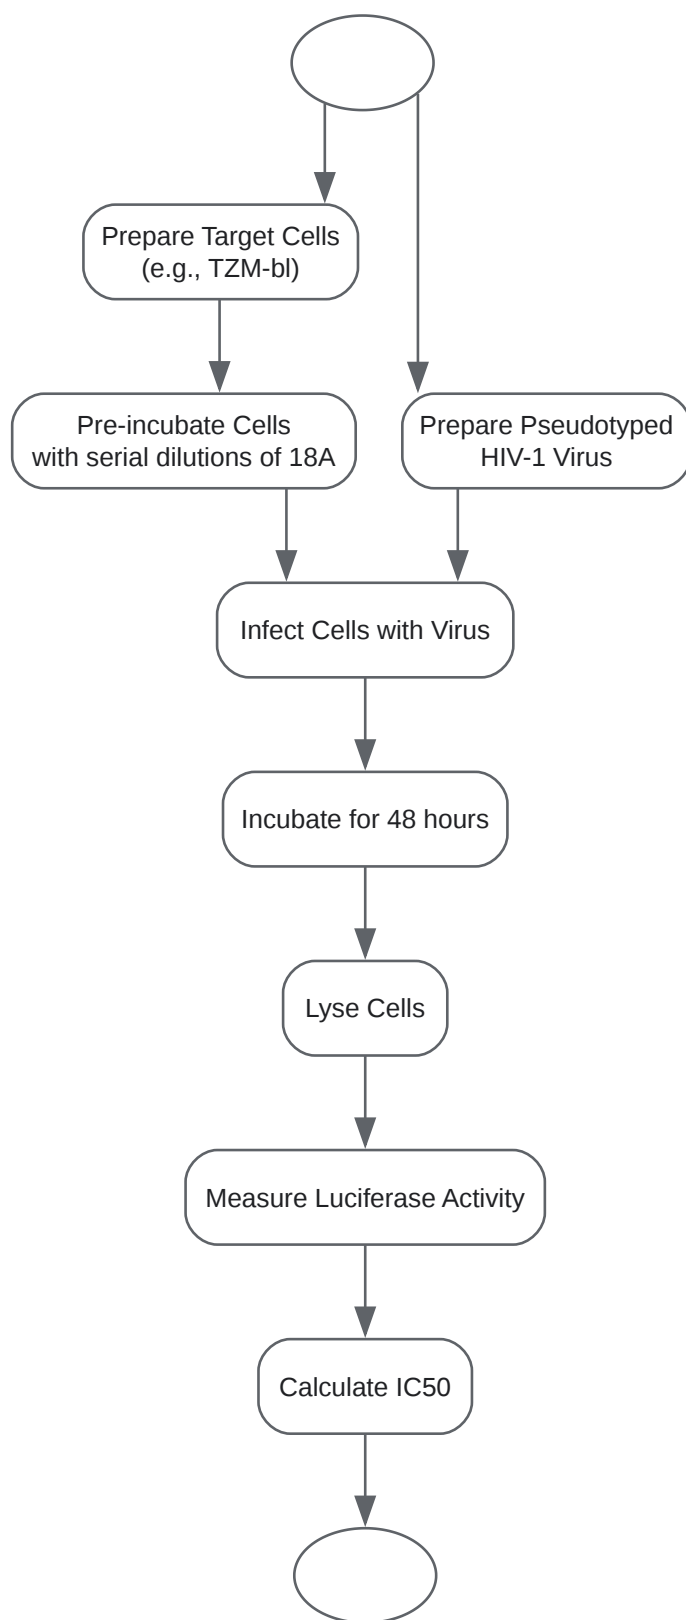 Prepare Target Cells
(e.g., TZM-bl)
Pre-incubate Cells
with serial dilutions of 18A
Prepare Pseudotyped
HIV-1 Virus
Infect Cells with Virus
Incubate for 48 hours
Lyse Cells
Measure Luciferase Activity
Calculate IC50